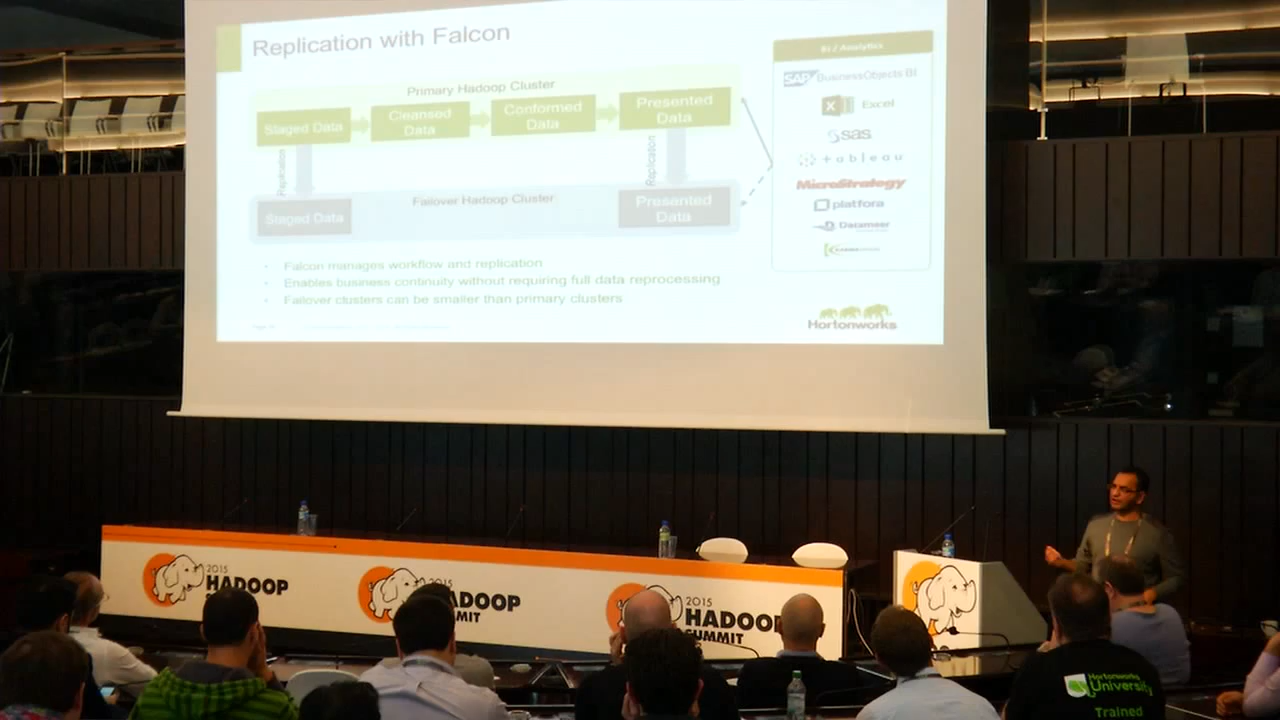 Replication with Falcon
BI / Analytics
Primary Hadoop Cluster
Staged Data
Cleansed
Data
Conformed
Data
Presented
Data
Replication
Replication
Failover Hadoop Cluster
Staged Data
Presented
Data
SAP BusinessObjects BI
Excel
sas
+ableau
MicroStrategy
platfora
Datameer
• Falcon manages workflow and replication
• Enables business continuity without requiring full data reprocessing
• Failover clusters can be smaller than primary clusters
Hortonworks
2015
HADOOP
2015
HADOOP
SUMMIT
2015
HADOOP
SUMMIT
Hortonworks
University
Trained